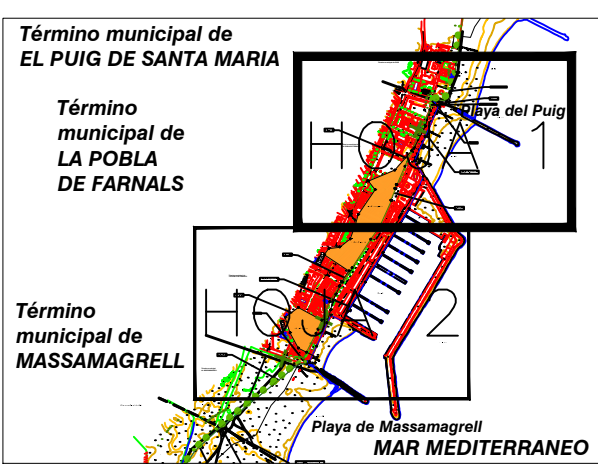 Término municipal de
EL PUIG DE SANTA MARIA
Término
municipal de
LA POBLA
DE FARNALS
Playa del Puig
HOJA 1
HOJA 2
Término
municipal de
MASSAMAGRELL
Playa de Massamagrell
MAR MEDITERRANEO